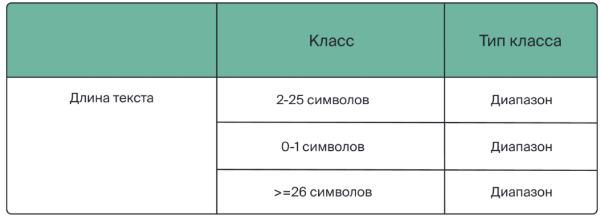 Класс Тип класса
Длина текста 2-25 символов Диапазон
0-1 символов Диапазон
>=26 символов Диапазон